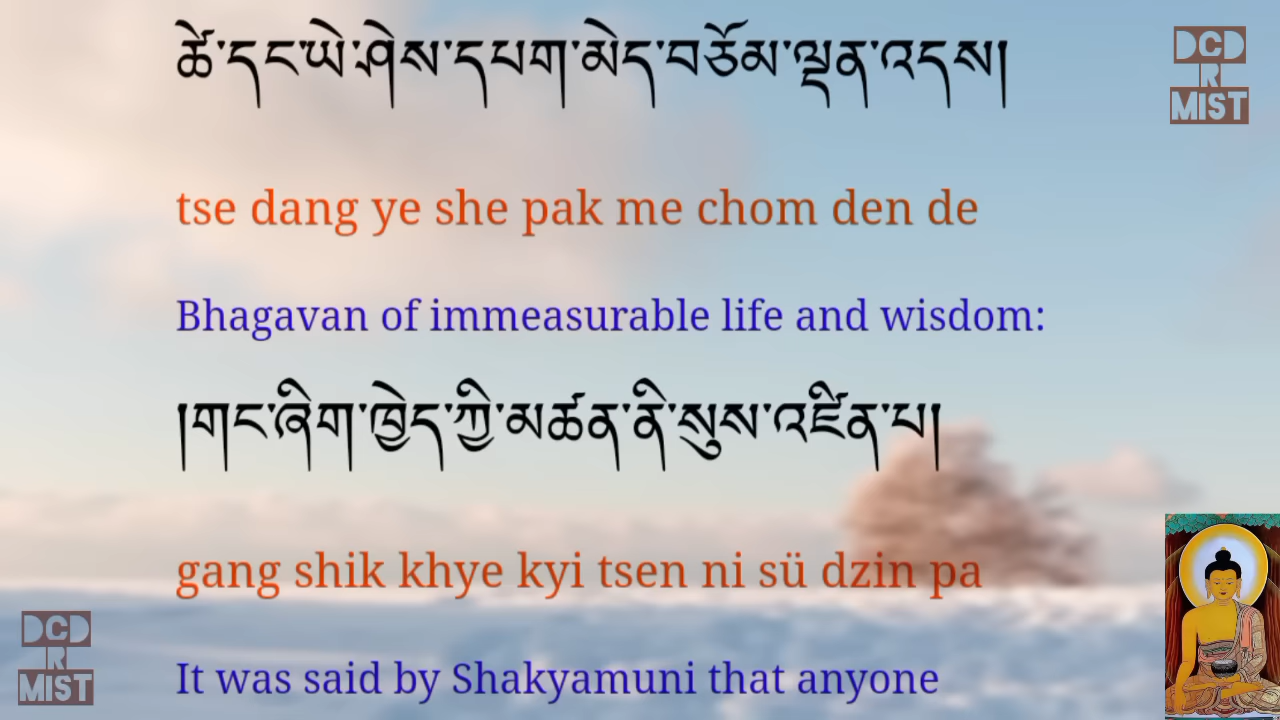 ཚེ་དང་ཡེ་ཤེས་དཔག་མེད་བཅོམ་ལྡན་འདས།
DCD
R
MIST
tse dang ye she pak me chom den de
Bhagavan of immeasurable life and wisdom:
།གང་ཞིག་ཁྱེད་ཀྱི་མཚན་ནི་སུས་འཛིན་པ།
gang shik khye kyi tsen ni sü dzin pa
It was said by Shakyamuni that anyone
DCD
R
MIST